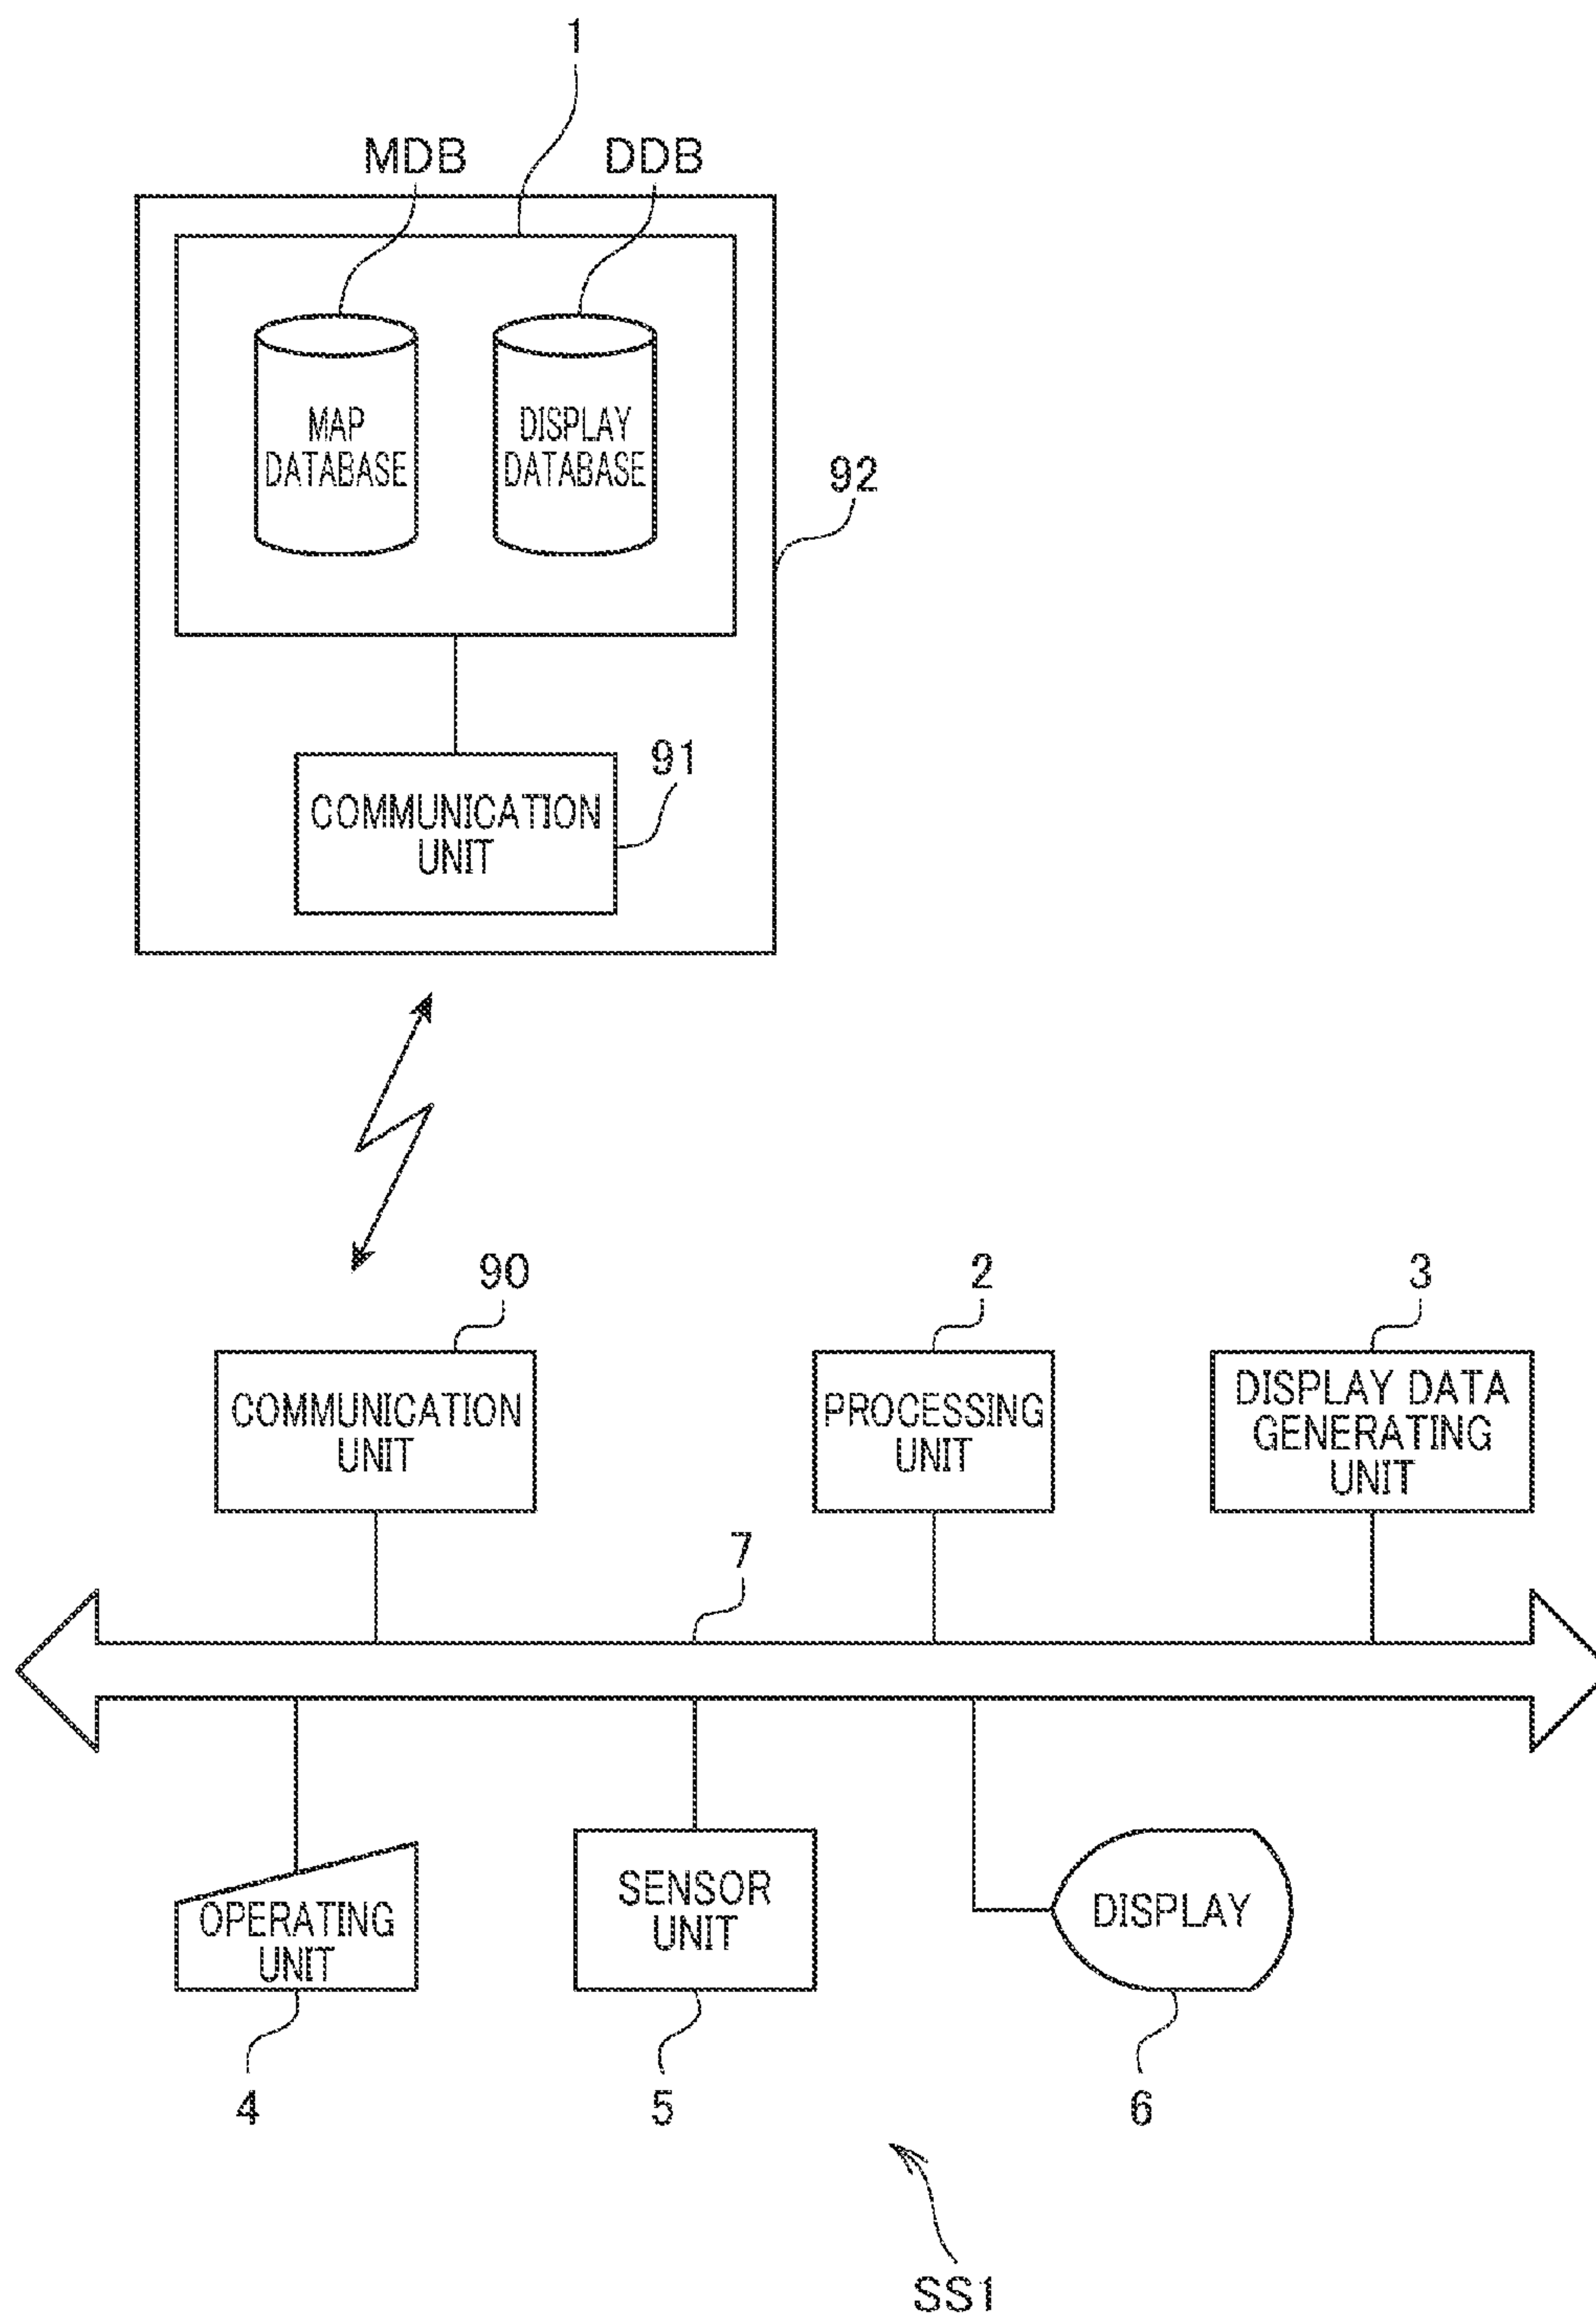 1
MDB DDB
MAP
DATABASE
DISPLAY
DATABASE
92
91
COMMUNICATION
UNIT
90
2
3
COMMUNICATION
UNIT
PROCESSING
UNIT
DISPLAY DATA
GENERATING
UNIT
7
OPERATING
UNIT
SENSOR
UNIT
DISPLAY
4
5
6
SS1